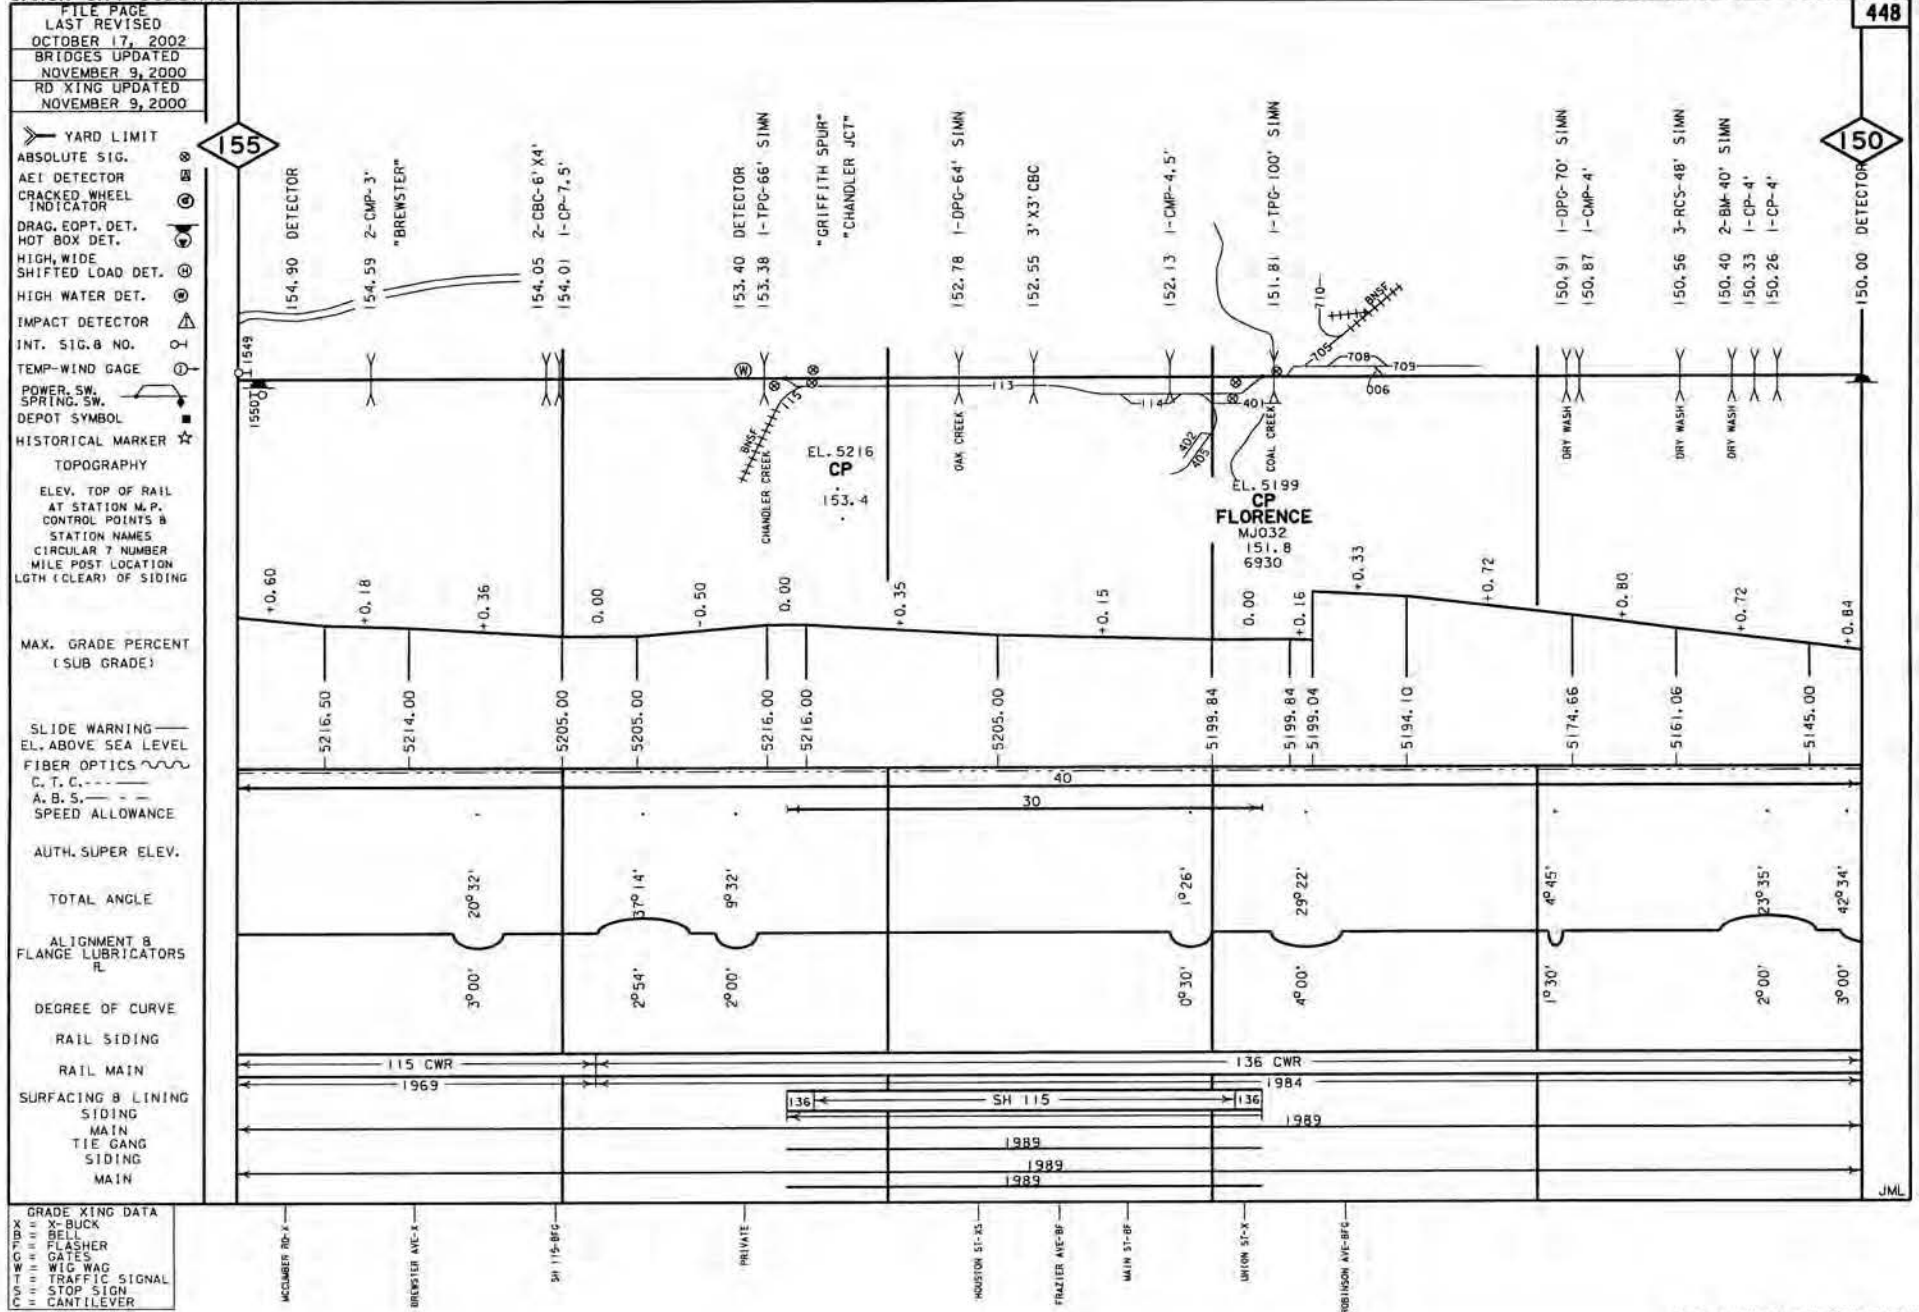 448
FILE PAGE
LAST REVISED
OCTOBER 17, 2002
BRIDGES UPDATED
NOVEMBER 9, 2000
RD XING UPDATED
NOVEMBER 9, 2000
YARD LIMIT
ABSOLUTE SIG.
AEI DETECTOR
CRACKED WHEEL
INDICATOR
DRAG. EQPT. DET.
HOT BOX DET.
HIGH, WIDE
SHIFTED LOAD DET.
HIGH WATER DET.
IMPACT DETECTOR
INT. SIG. & NO.
TEMP-WIND GAGE
POWER. SW.
SPRING. SW.
DEPOT SYMBOL
HISTORICAL MARKER
TOPOGRAPHY
ELEV. TOP OF RAIL
AT STATION M.P.
CONTROL POINTS &
STATION NAMES
CIRCULAR 7 NUMBER
MILE POST LOCATION
LGTH (CLEAR) OF SIDING
MAX. GRADE PERCENT
(SUB GRADE)
SLIDE WARNING
EL. ABOVE SEA LEVEL
FIBER OPTICS
C. T. C.
A. B. S.
SPEED ALLOWANCE
AUTH. SUPER ELEV.
TOTAL ANGLE
ALIGNMENT &
FLANGE LUBRICATORS
DEGREE OF CURVE
RAIL SIDING
RAIL MAIN
SURFACING & LINING
SIDING
MAIN
TIE GANG
SIDING
MAIN
155
150
154.90 DETECTOR
154.59 2-CMP-3'
"BREWSTER"
154.05 2-CBC-6'X4'
154.01 1-CP-7.5'
153.40 DETECTOR
153.38 1-TPG-66' SIMN
"GRIFFITH SPUR"
"CHANDLER JCT"
152.78 1-DPG-64' SIMN
152.55 3'X3'CBC
152.13 1-CMP-4.5'
151.81 1-TPG-100' SIMN
150.91 1-DPG-70' SIMN
150.87 1-CMP-4'
150.56 3-RCS-48' SIMN
150.40 2-BM-40' SIMN
150.33 1-CP-4'
150.26 1-CP-4'
150.00 DETECTOR
1549
1550
W
115
BNSF
113
114
401
402
405
710
BNSF
705
708
709
006
CHANDLER CREEK
OAK CREEK
COAL CREEK
DRY WASH
DRY WASH
DRY WASH
EL. 5216
CP
153.4
EL. 5199
CP
FLORENCE
MJ032
151.8
6930
+0.60
+0.18
+0.36
0.00
-0.50
0.00
+0.35
+0.15
0.00
+0.16
+0.33
+0.72
+0.80
+0.72
+0.84
5216.50
5214.00
5205.00
5205.00
5216.00
5216.00
5205.00
5199.84
5199.84
5199.04
5194.10
5174.66
5161.06
5145.00
40
30
20°32'
37°14'
9°32'
1°26'
29°22'
4°45'
23°35'
42°34'
3°00'
2°54'
2°00'
0°30'
4°00'
1°30'
2°00'
3°00'
115 CWR
136 CWR
1969
1984
136
SH 115
136
1989
1989
1989
1989
JML
GRADE XING DATA
X = X-BUCK
B = BELL
F = FLASHER
G = GATES
W = WIG WAG
T = TRAFFIC SIGNAL
S = STOP SIGN
C = CANTILEVER
MCCUMBER RD-X
BREWSTER AVE-X
SH 115-BFG
PRIVATE
HOUSTON ST-XS
FRAZIER AVE-BF
MAIN ST-BF
UNION ST-X
ROBINSON AVE-BFG